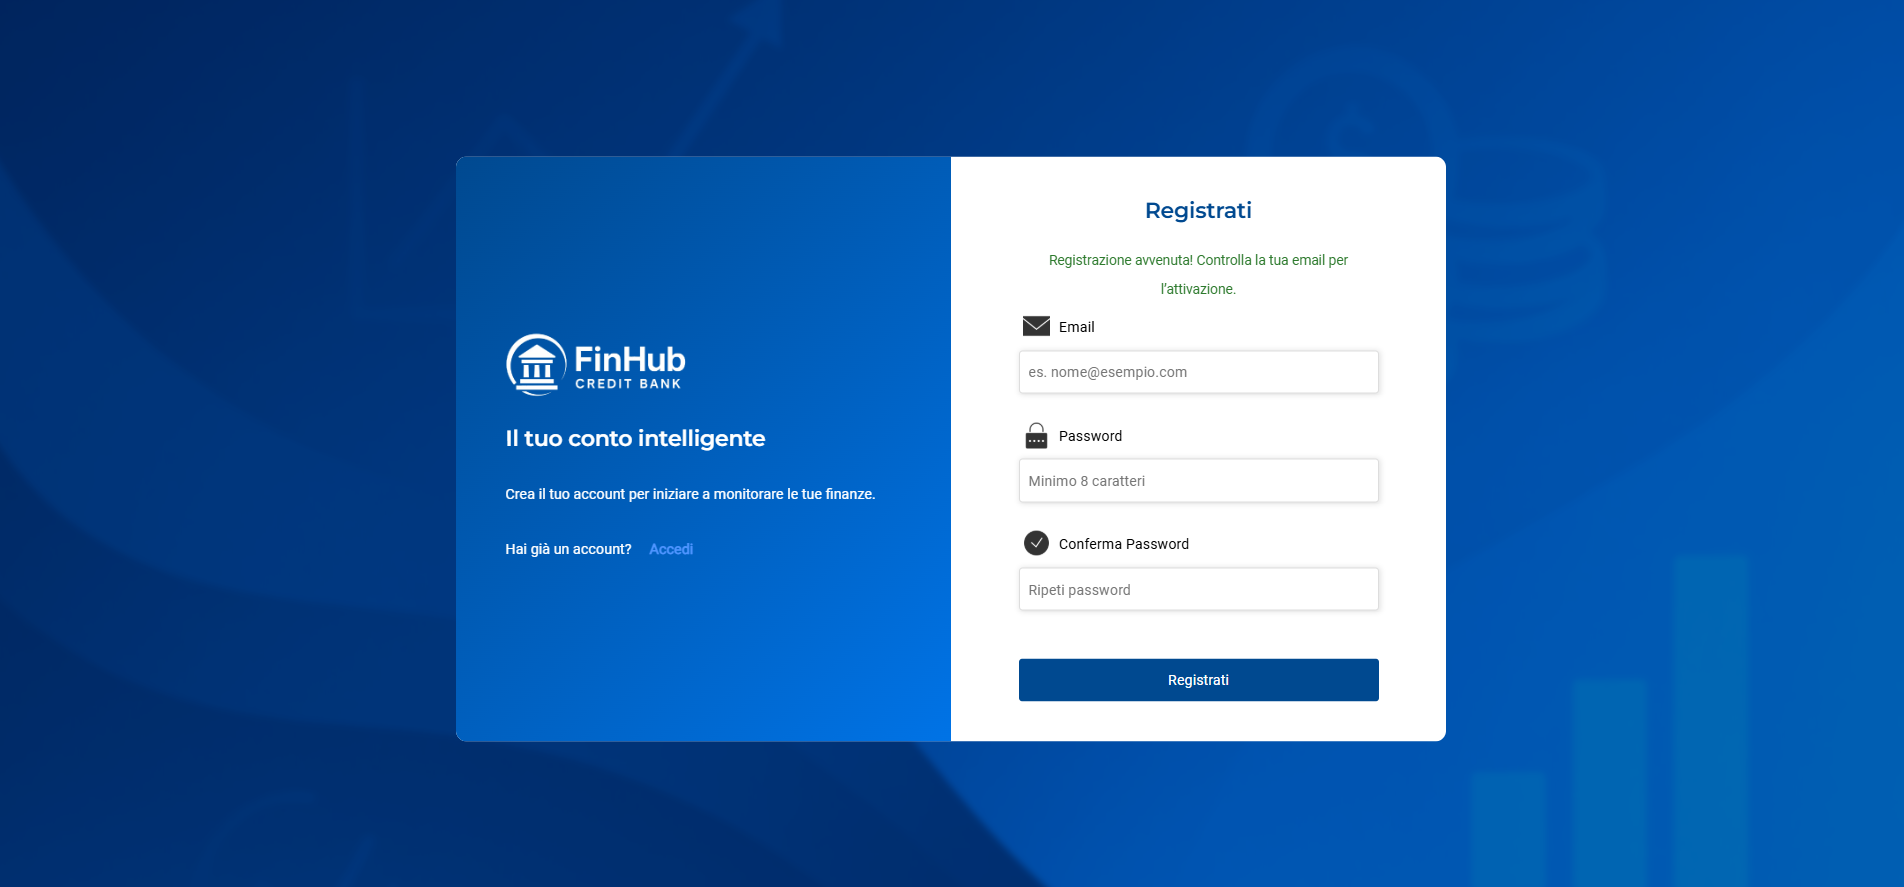 FinHub
CREDIT BANK
Il tuo conto intelligente
Crea il tuo account per iniziare a monitorare le tue finanze.
Hai già un account? Accedi
Registrati
Registrazione avvenuta! Controlla la tua email per
l’attivazione.
Email
es. nome@esempio.com
Password
Minimo 8 caratteri
Conferma Password
Ripeti password
Registrati